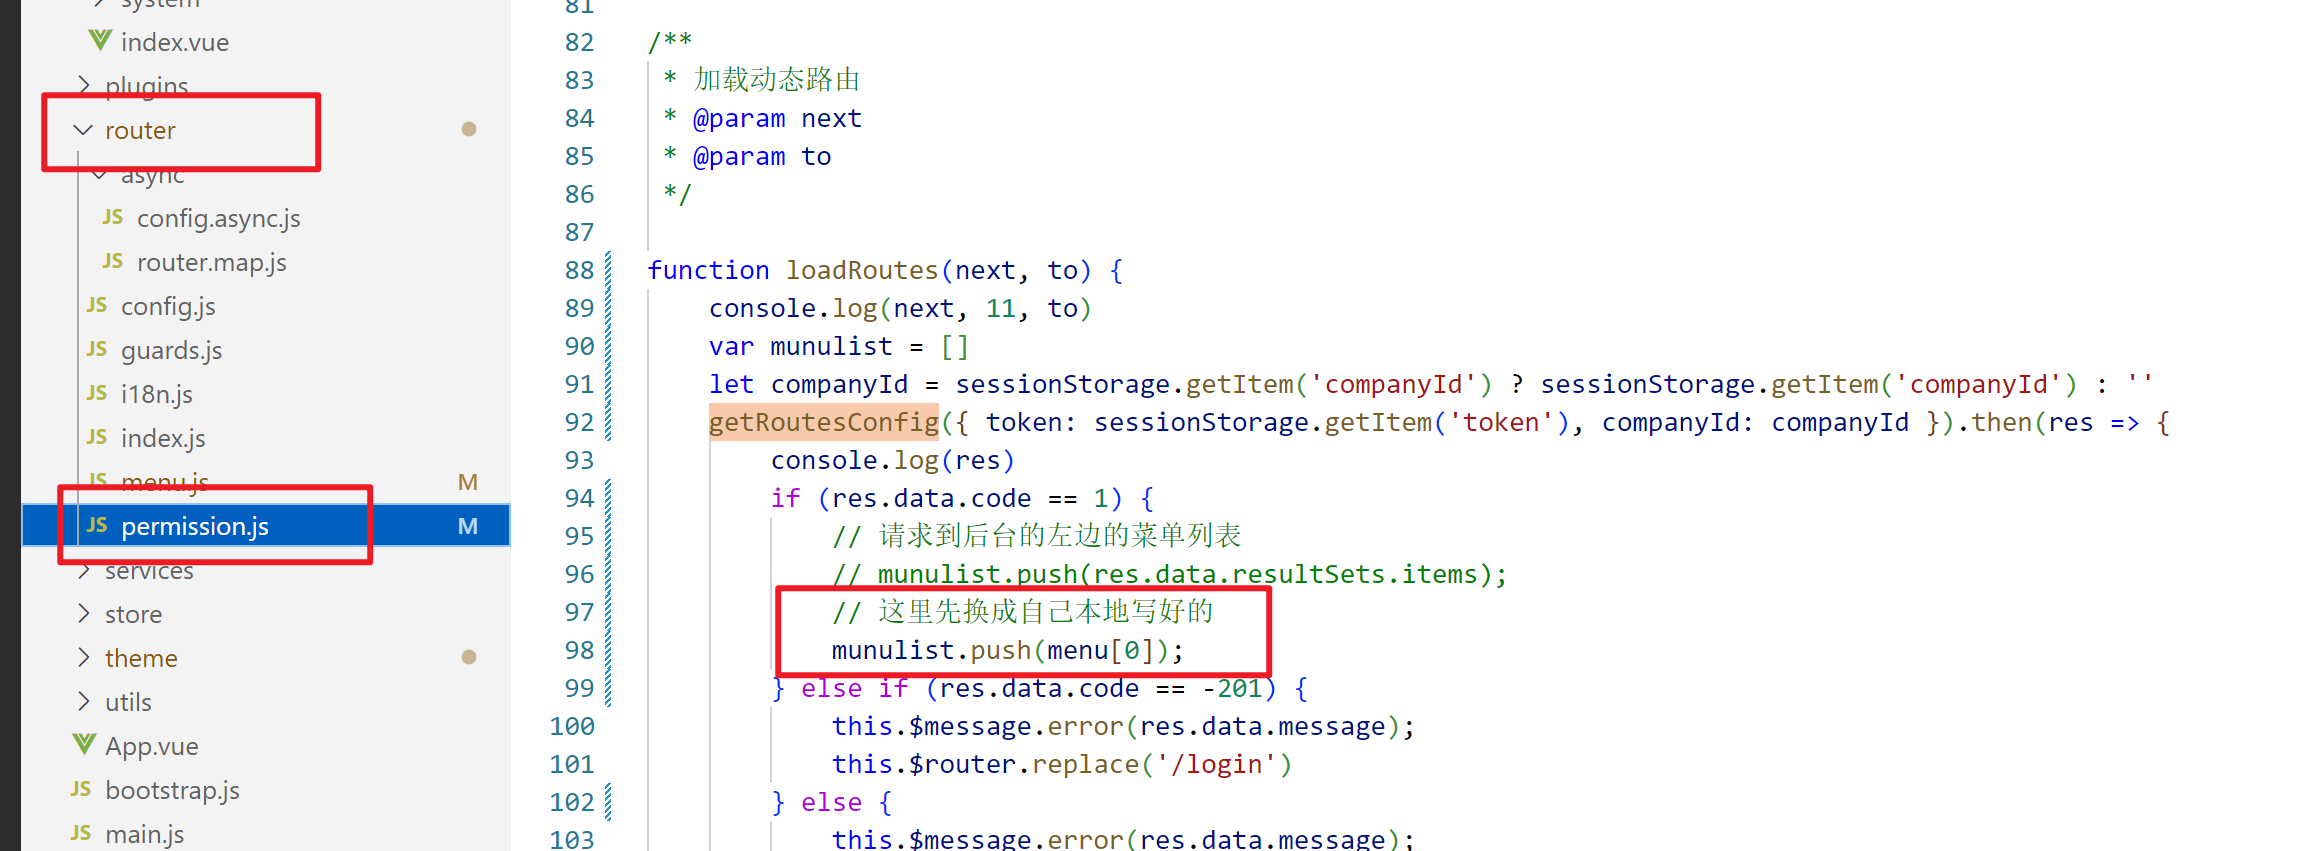 system
index.vue
plugins
router
async
JS config.async.js
JS router.map.js
JS config.js
JS guards.js
JS i18n.js
JS index.js
JS menu.js M
JS permission.js M
services
store
theme
utils
App.vue
JS bootstrap.js
JS main.js
81
82 /**
83 * 加载动态路由
84 * @param next
85 * @param to
86 */
87
88 function loadRoutes(next, to) {
89 console.log(next, 11, to)
90 var munulist = []
91 let companyId = sessionStorage.getItem('companyId') ? sessionStorage.getItem('companyId') : ''
92 getRoutesConfig({ token: sessionStorage.getItem('token'), companyId: companyId }).then(res => {
93 console.log(res)
94 if (res.data.code == 1) {
95 // 请求到后台的左边的菜单列表
96 // munulist.push(res.data.resultSets.items);
97 // 这里先换成自己本地写好的
98 munulist.push(menu[0]);
99 } else if (res.data.code == -201) {
100 this.$message.error(res.data.message);
101 this.$router.replace('/login')
102 } else {
103 this.$message.error(res.data.message);